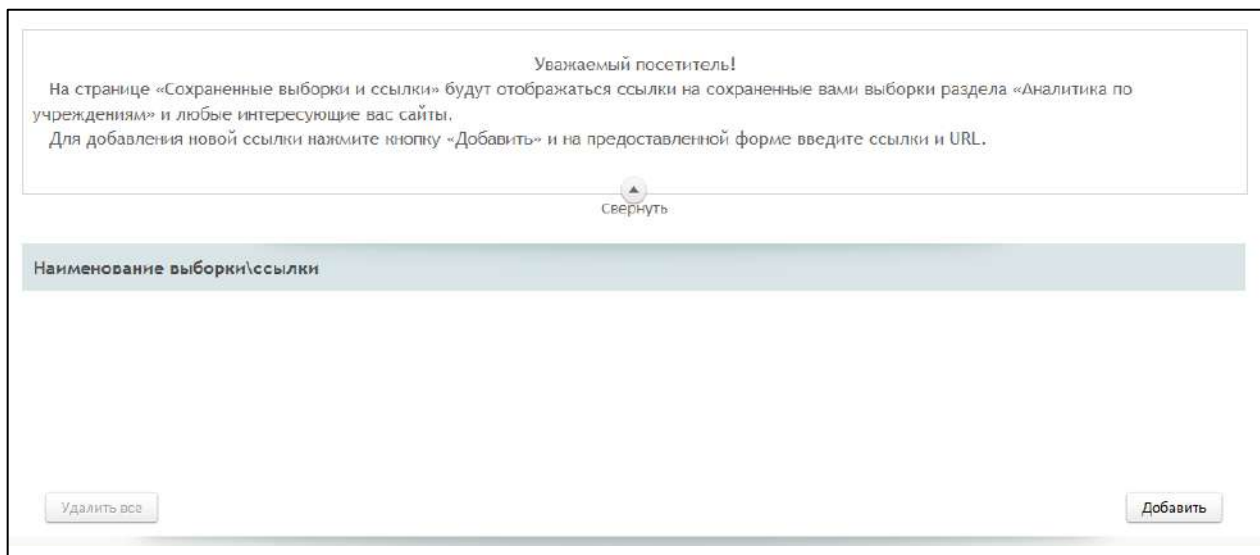 Уважаемый посетитель!
На странице «Сохраненные выборки и ссылки» будут отображаться ссылки на сохраненные вами выборки раздела «Аналитика по
учреждениям» и любые интересующие вас сайты.
Для добавления новой ссылки нажмите кнопку «Добавить» и на предоставленной форме введите ссылки и URL.
Свернуть
Наименование выборки\ссылки
Удалить все
Добавить